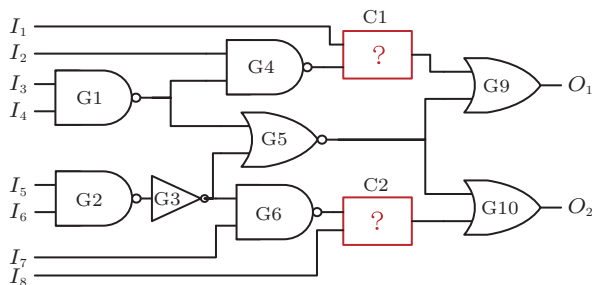 C1
I₁
I₂
?
G4
I₃
G1
G9
O₁
I₄
G5
C2
I₅
G2
G3
G6
?
G10
O₂
I₆
I₇
I₈